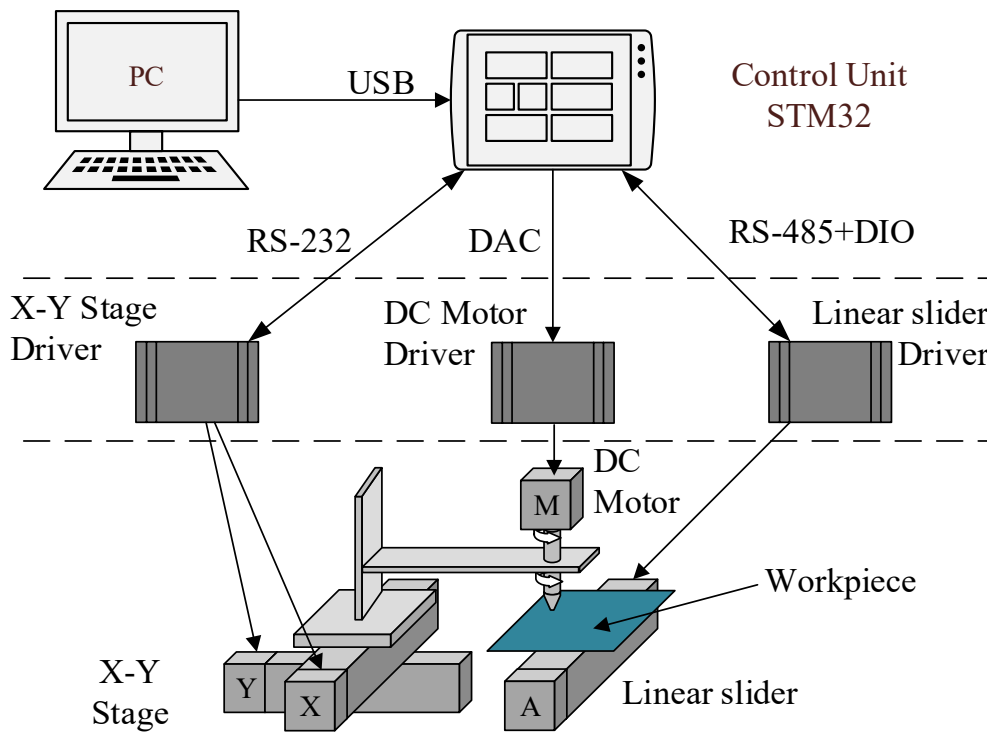 PC
USB
Control Unit
STM32
RS-232
DAC
RS-485+DIO
X-Y Stage
Driver
DC Motor
Driver
Linear slider
Driver
DC
Motor
M
Workpiece
X-Y
Stage
Y
X
A
Linear slider